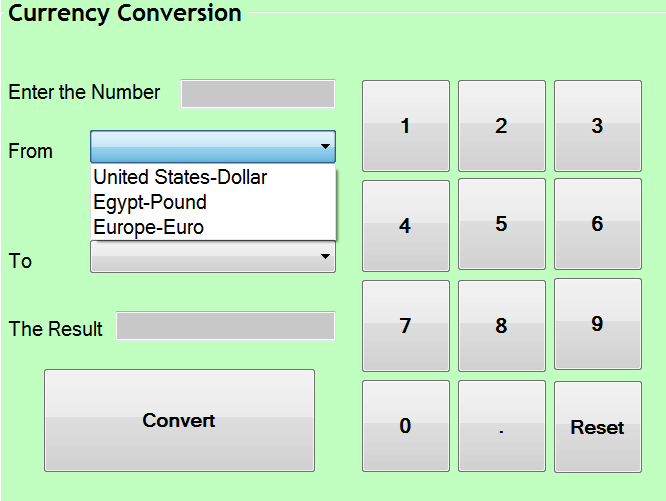 Currency Conversion
Enter the Number
From
United States-Dollar
Egypt-Pound
Europe-Euro
To
The Result
Convert
1 2 3
4 5 6
7 8 9
0 . Reset